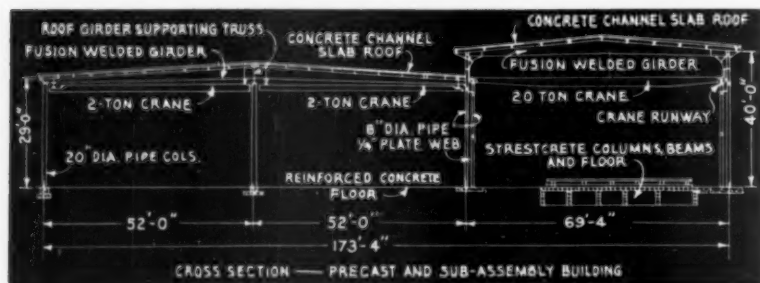 ROOF GIRDER SUPPORTING TRUSS
FUSION WELDED GIRDER
CONCRETE CHANNEL
SLAB ROOF
CONCRETE CHANNEL SLAB ROOF
FUSION WELDED GIRDER
2-TON CRANE
2-TON CRANE
20 TON CRANE
CRANE RUNWAY
29'-0"
40'-0"
8" DIA. PIPE
1/4" PLATE WEB
20" DIA. PIPE COLS.
STRESTCRETE COLUMNS, BEAMS
AND FLOOR
REINFORCED CONCRETE
FLOOR
52'-0"
52'-0"
69'-4"
173'-4"
CROSS SECTION — PRECAST AND SUB-ASSEMBLY BUILDING